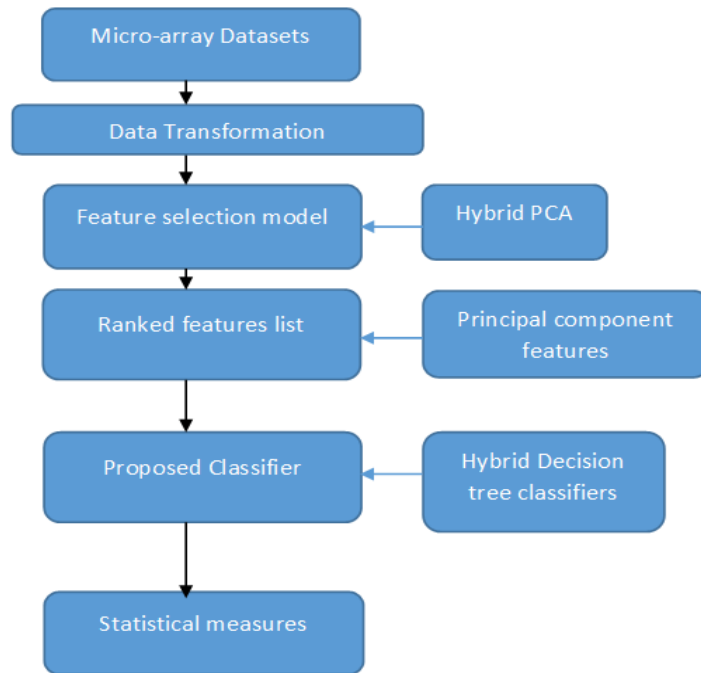 Micro-array Datasets
Data Transformation
Feature selection model
Hybrid PCA
Ranked features list
Principal component
features
Proposed Classifier
Hybrid Decision
tree classifiers
Statistical measures